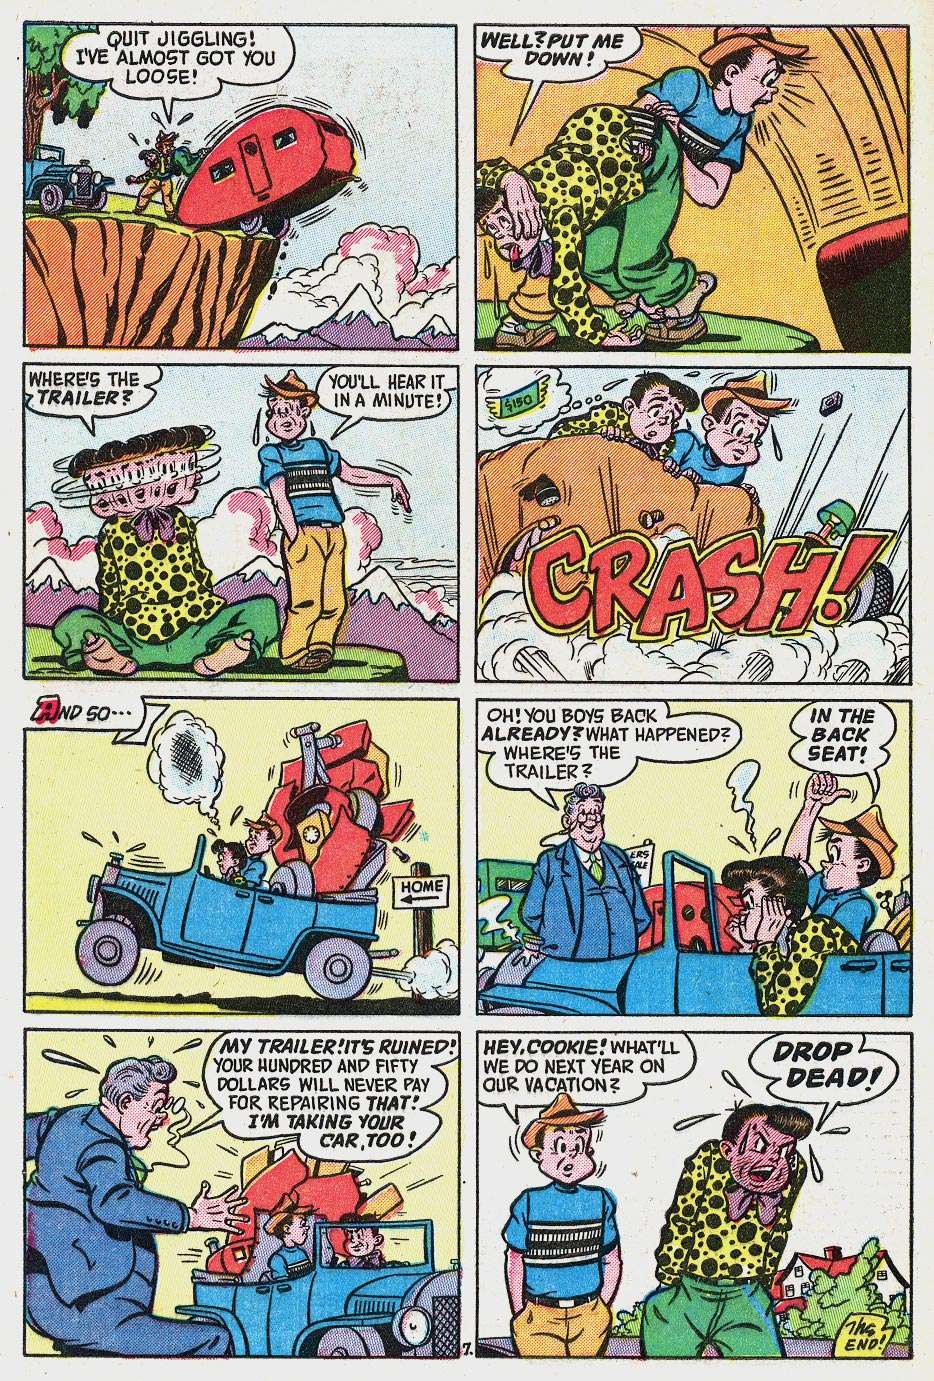 QUIT JIGGLING!
I'VE ALMOST GOT YOU
LOOSE!
WELL? PUT ME
DOWN!
WHERE'S THE
TRAILER?
YOU'LL HEAR IT
IN A MINUTE!
$150
CRASH!
AND SO...
HOME
OH! YOU BOYS BACK
ALREADY? WHAT HAPPENED?
WHERE'S THE
TRAILER?
IN THE
BACK
SEAT!
ERS
SALE
MY TRAILER! IT'S RUINED!
YOUR HUNDRED AND FIFTY
DOLLARS WILL NEVER PAY
FOR REPAIRING THAT!
I'M TAKING YOUR
CAR, TOO!
HEY, COOKIE! WHAT'LL
WE DO NEXT YEAR ON
OUR VACATION?
DROP
DEAD!
THE
END!
7.